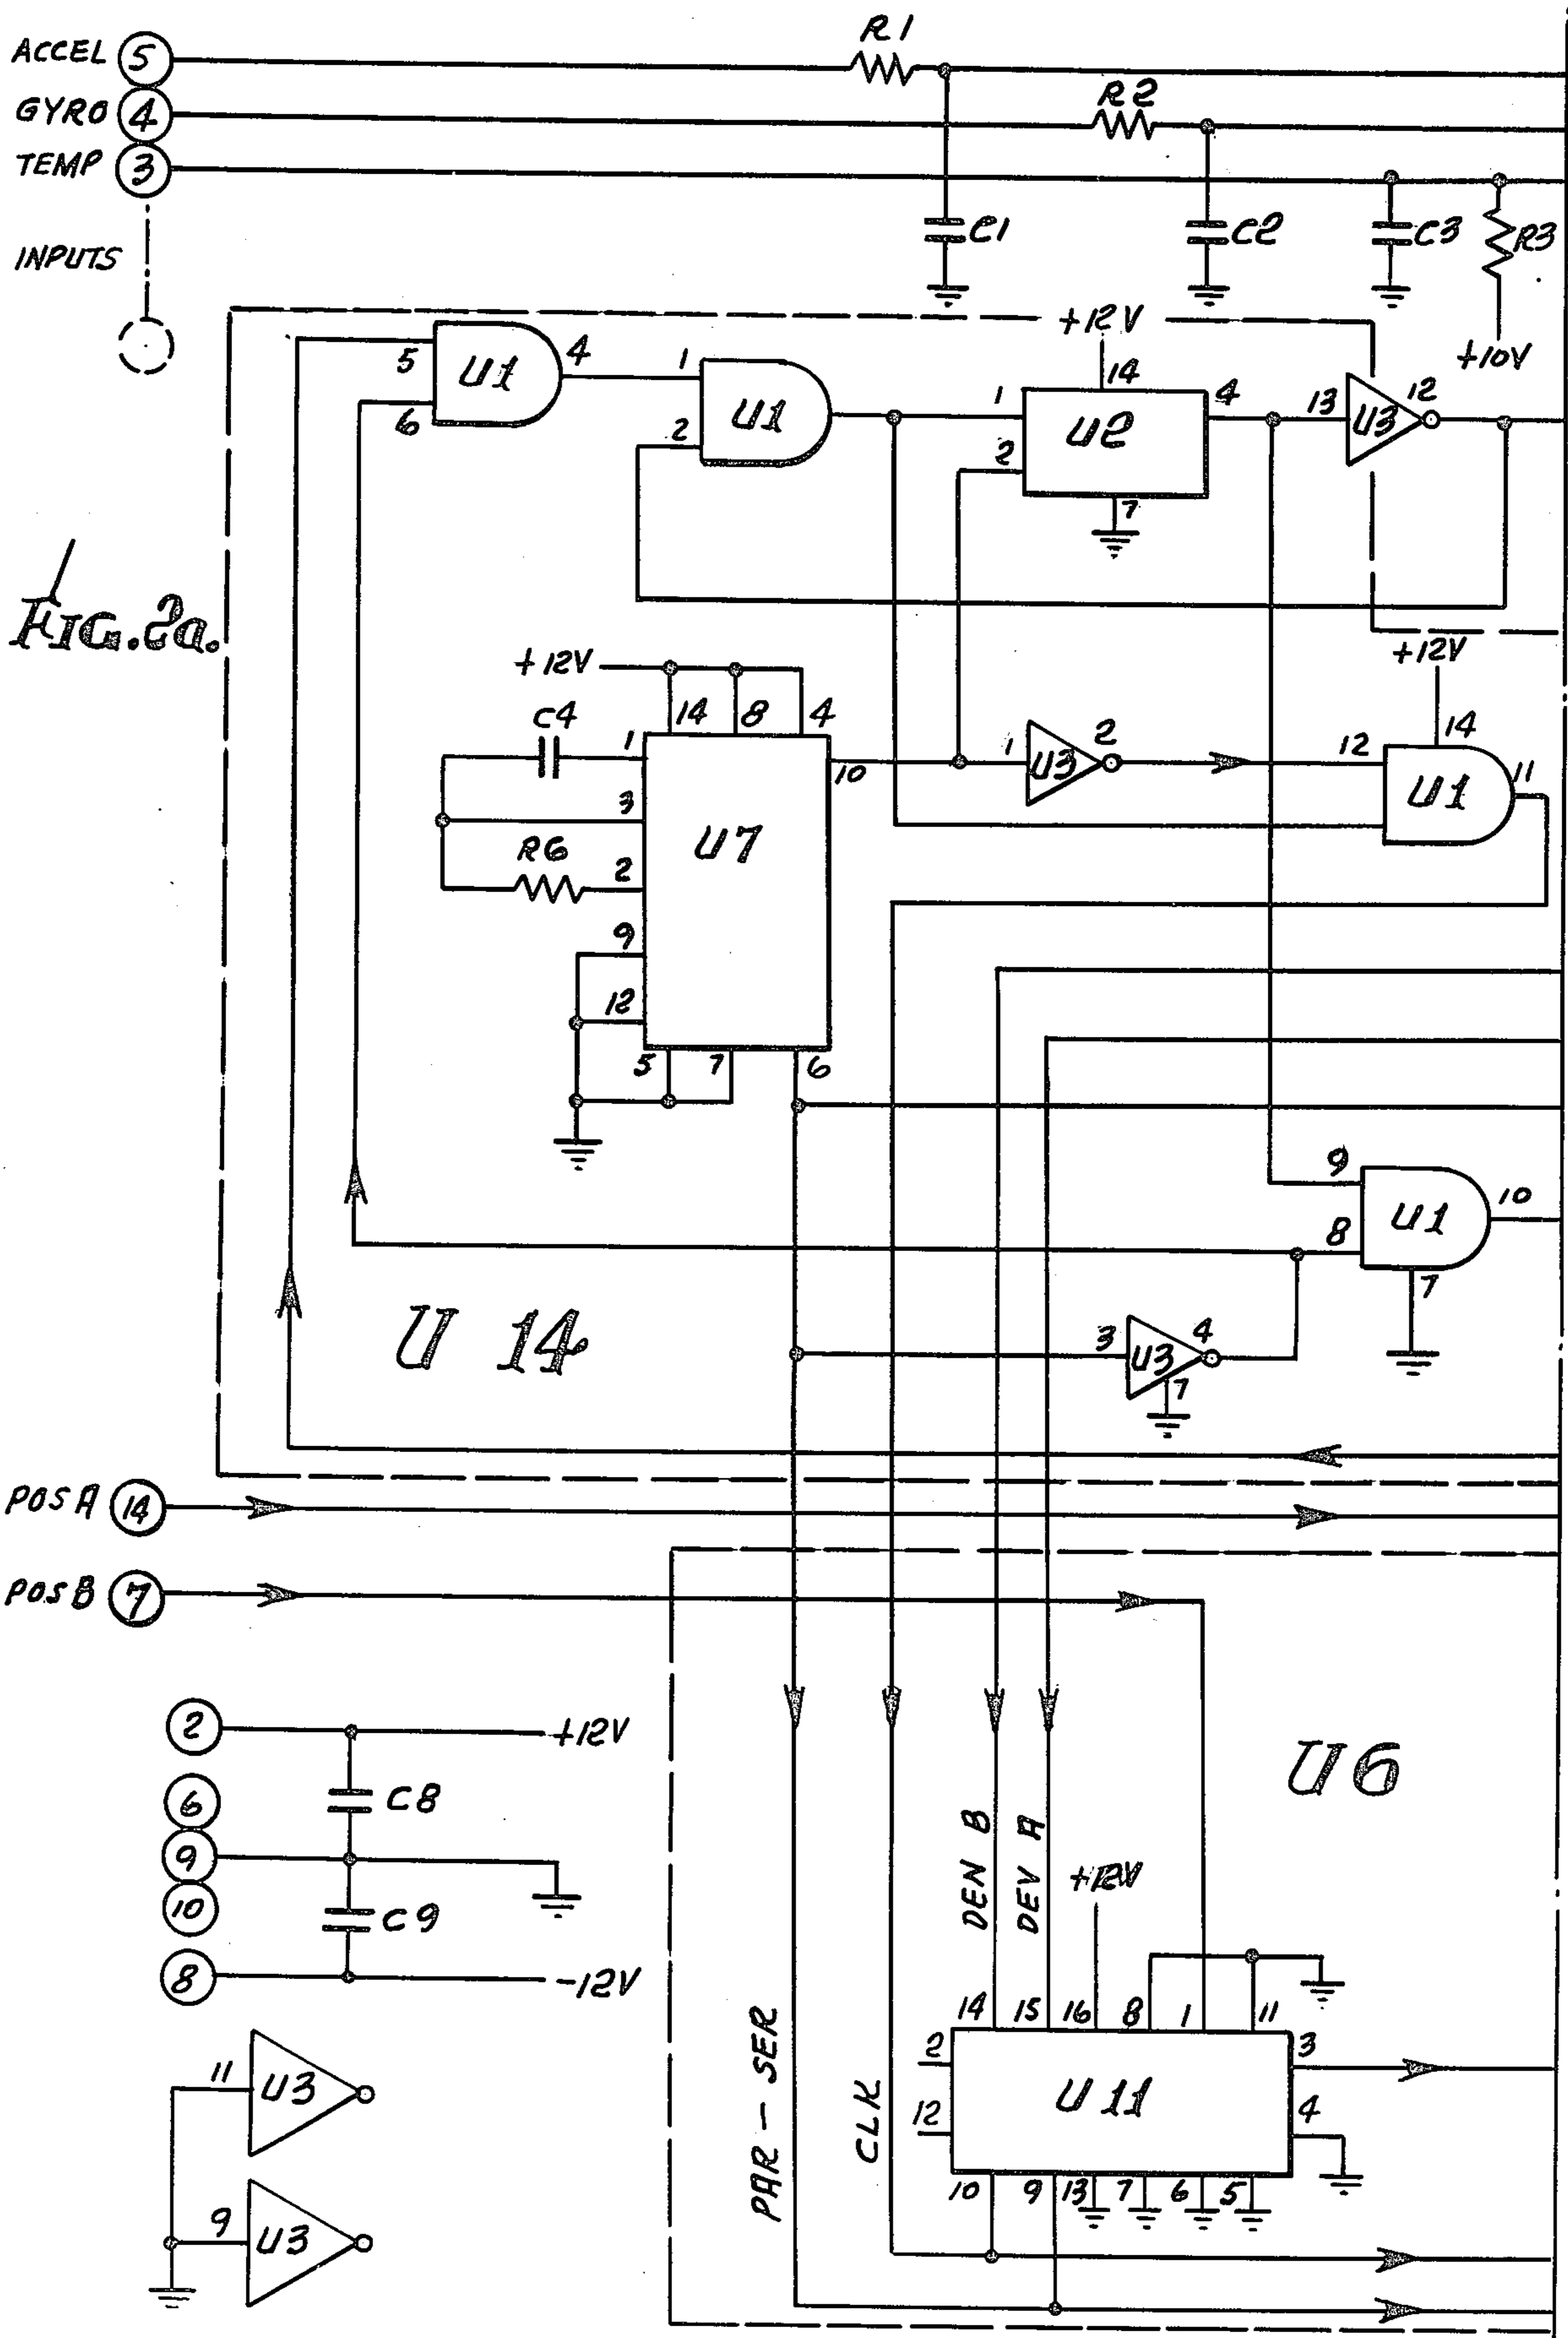 R1
ACCEL 5
R2
GYRO 4
TEMP 3
C1 C2 C3 R3
INPUTS
+12V
+10V
5 6 U1 4
1 2 U1
1 2 14 U2 4 7
13 U3 12
FIG. 2a.
+12V
14 8 4
C4 1
3
R6 2
U7 10
9
12
5 7 6
1 U3 2
+12V
14
12 U1 11
9
8 U1 10
7
U 14
3 U3 4
7
POS A 14
POS B 7
2 +12V
C8
6
9
10
C9
8 -12V
U6
DEN B
DEV A
+12V
14 15 16 8 1 11
2 3
U 11
12 4
10 9 13 7 6 5
PAR - SER
CLK
11 U3
9 U3